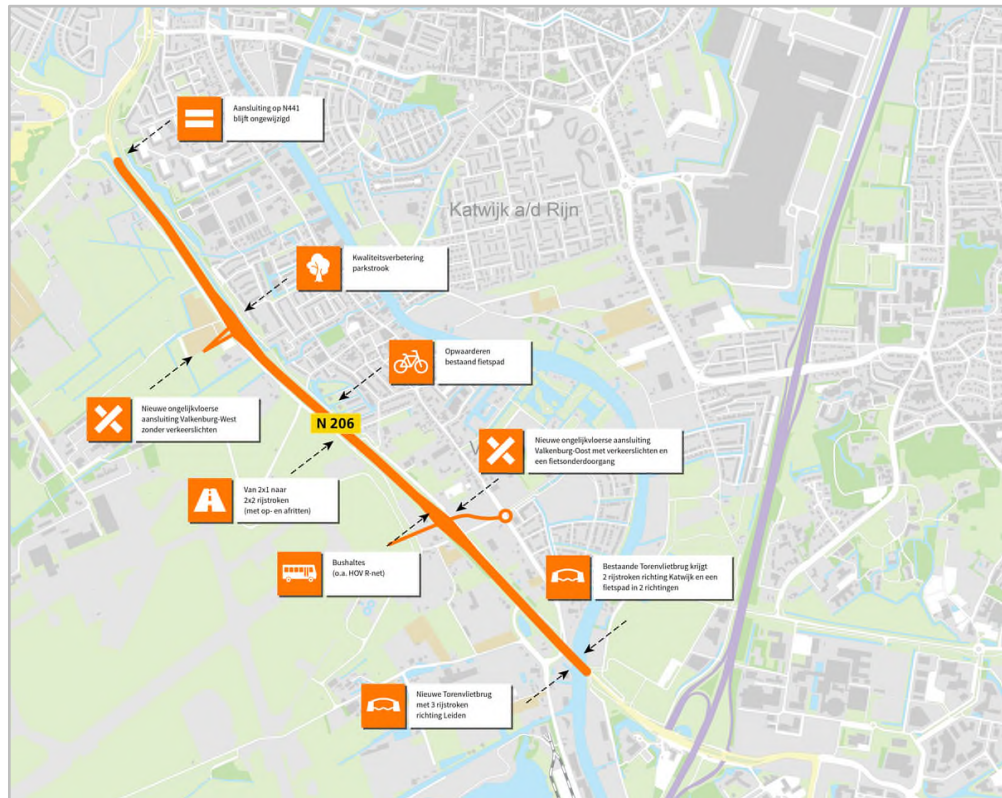 Aansluiting op N441
blijft ongewijzigd
Katwijk a/d Rijn
Kwaliteitsverbetering
parkstrook
Opwaarderen
bestaand fietspad
Nieuwe ongelijkvloerse
aansluiting Valkenburg-West
zonder verkeerslichten
N 206
Nieuwe ongelijkvloerse aansluiting
Valkenburg-Oost met verkeerslichten en
een fietsonderdoorgang
Van 2x1 naar
2x2 rijstroken
(met op- en afritten)
Bushaltes
(o.a. HOV R-net)
Bestaande Torenvlietbrug krijgt
2 rijstroken richting Katwijk en een
fietspad in 2 richtingen
Nieuwe Torenvlietbrug
met 3 rijstroken
richting Leiden